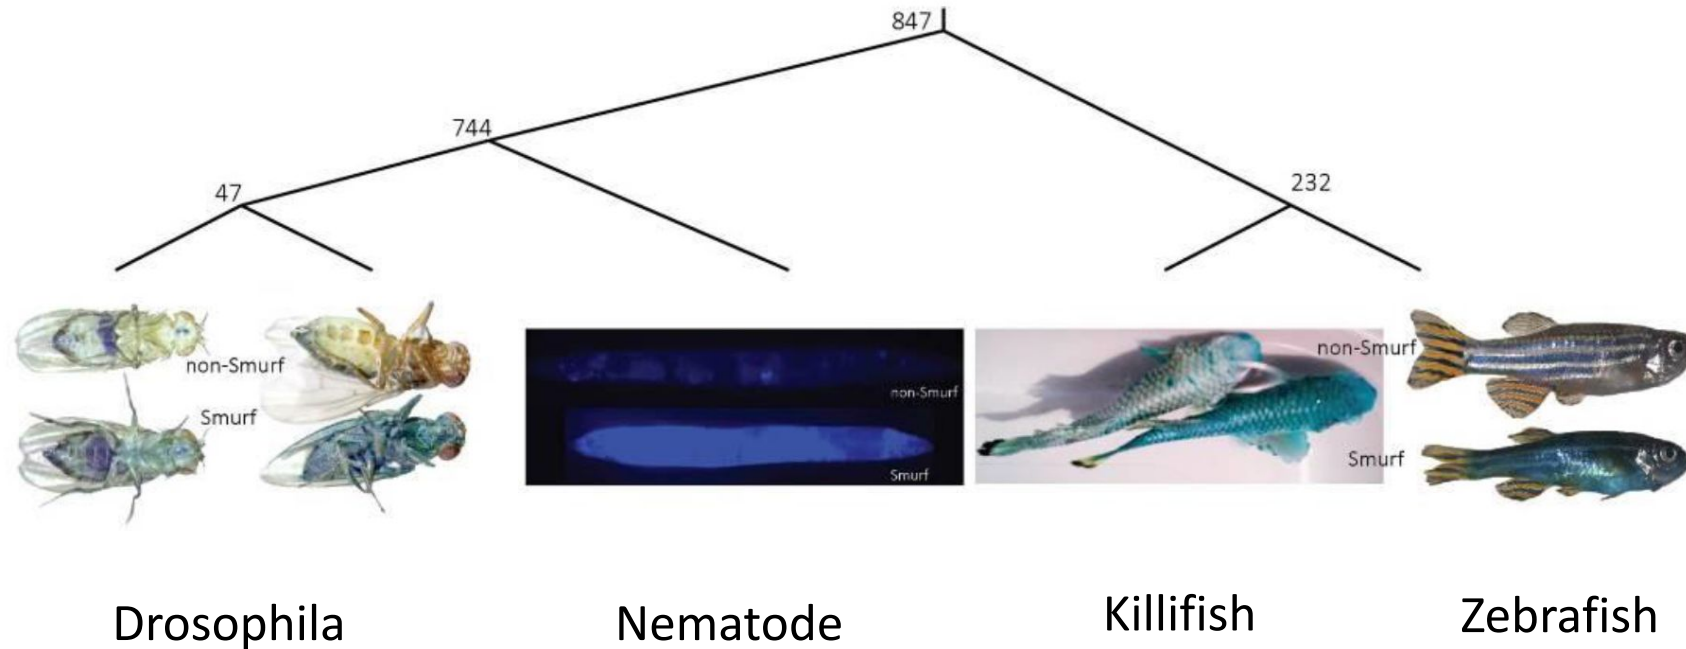 847
744
47
232
non-Smurf
Smurf
non-Smurf
Smurf
non-Smurf
Smurf
Drosophila
Nematode
Killifish
Zebrafish